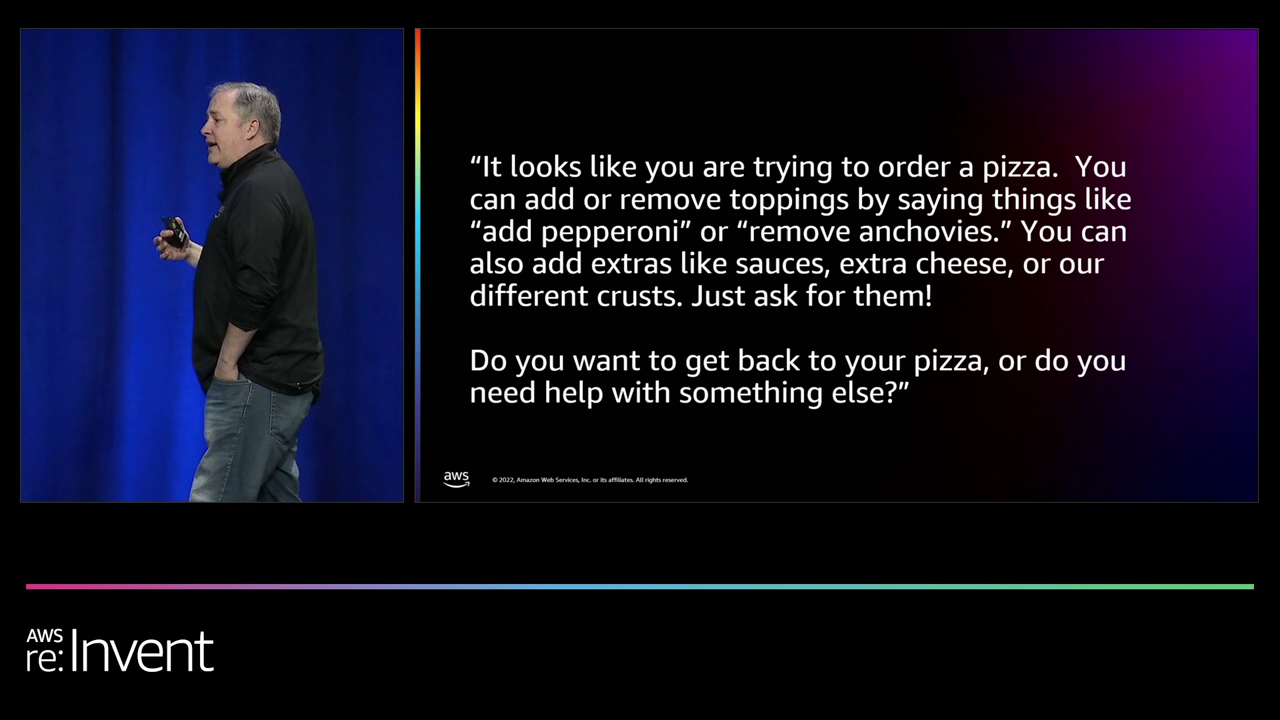 “It looks like you are trying to order a pizza.  You
can add or remove toppings by saying things like
“add pepperoni” or “remove anchovies.” You can
also add extras like sauces, extra cheese, or our
different crusts. Just ask for them!
Do you want to get back to your pizza, or do you
need help with something else?”
aws
© 2022, Amazon Web Services, Inc. or its affiliates. All rights reserved.
AWS
re:Invent